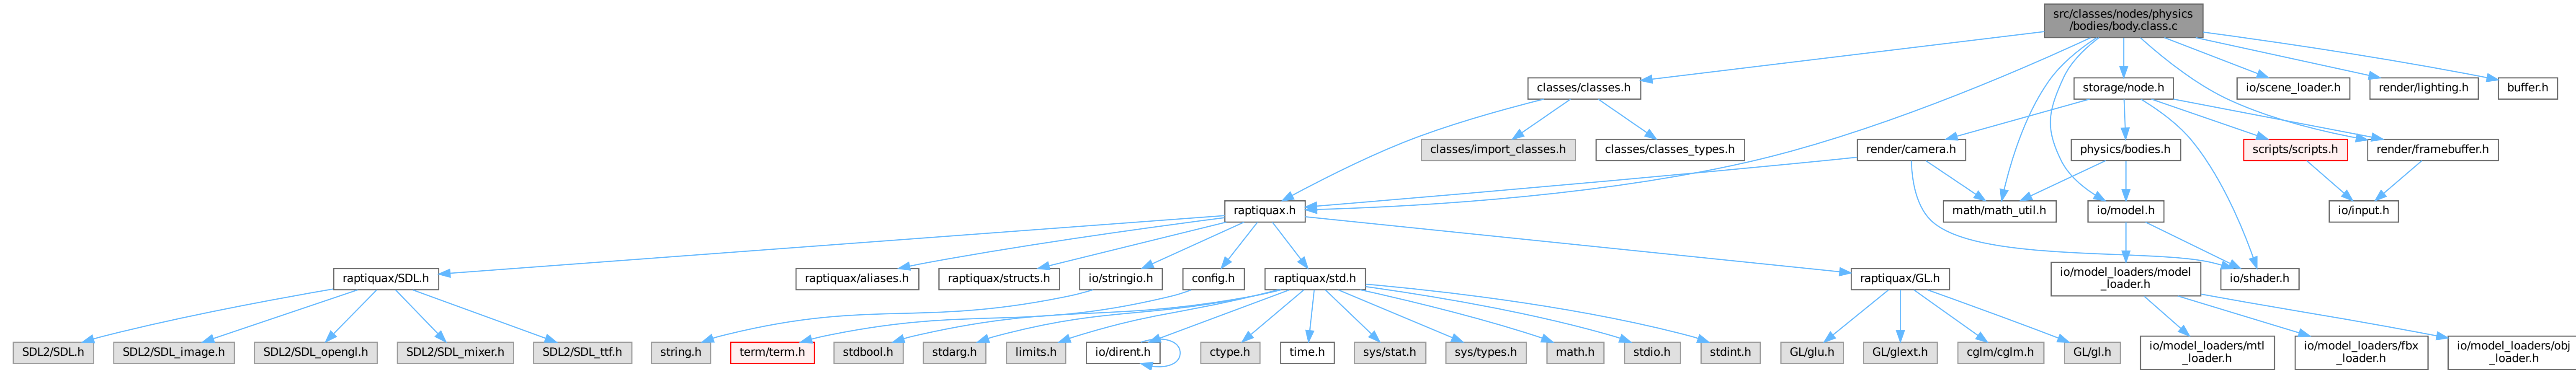 src/classes/nodes/physics
/bodies/body.class.c
classes/classes.h
storage/node.h
io/scene_loader.h
render/lighting.h
buffer.h
classes/import_classes.h
classes/classes_types.h
render/camera.h
physics/bodies.h
scripts/scripts.h
render/framebuffer.h
raptiquax.h
math/math_util.h
io/model.h
io/input.h
raptiquax/SDL.h
raptiquax/aliases.h
raptiquax/structs.h
io/stringio.h
config.h
raptiquax/std.h
raptiquax/GL.h
io/model_loaders/model
_loader.h
io/shader.h
SDL2/SDL.h
SDL2/SDL_image.h
SDL2/SDL_opengl.h
SDL2/SDL_mixer.h
SDL2/SDL_ttf.h
string.h
term/term.h
stdbool.h
stdarg.h
limits.h
io/dirent.h
ctype.h
time.h
sys/stat.h
sys/types.h
math.h
stdio.h
stdint.h
GL/glu.h
GL/glext.h
cglm/cglm.h
GL/gl.h
io/model_loaders/mtl
_loader.h
io/model_loaders/fbx
_loader.h
io/model_loaders/obj
_loader.h